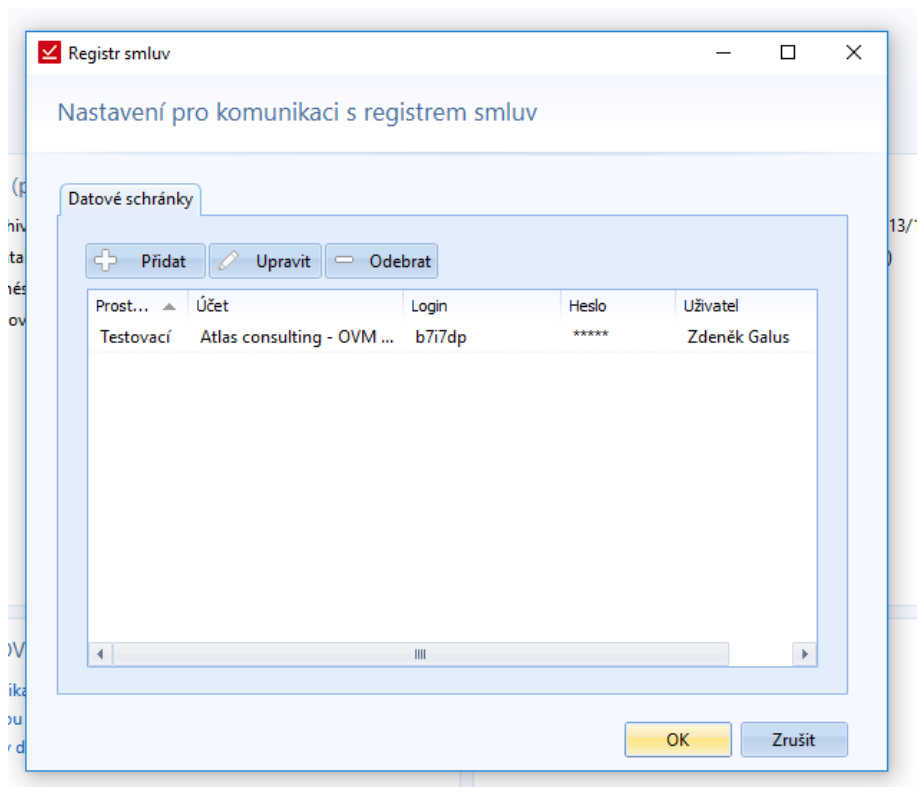 Registr smluv
Nastavení pro komunikaci s registrem smluv
Datové schránky
13/
Přidat Upravit Odebrat
Prost... Účet Login Heslo Uživatel
Testovací Atlas consulting - OVM ... b7i7dp ***** Zdeněk Galus
OK Zrušit